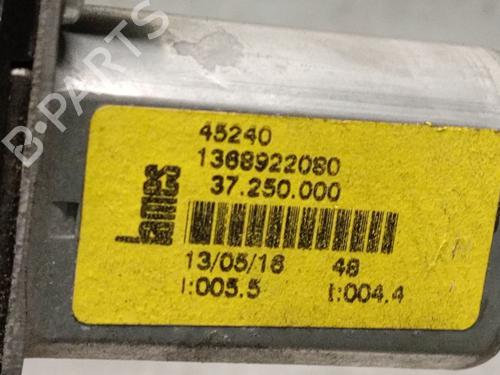 B-PARTS
45240
1368922080
37.250.000
lames
13/05/16 48
I:005.5 t:004.4